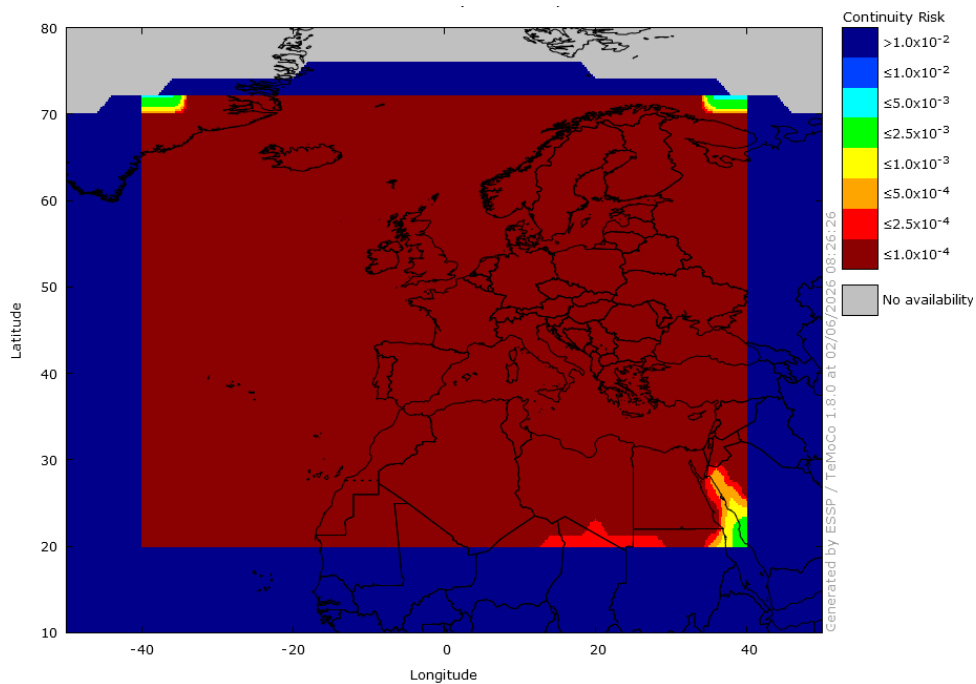 Continuity Risk
>1.0x10⁻²
≤1.0x10⁻²
≤5.0x10⁻³
≤2.5x10⁻³
≤1.0x10⁻³
≤5.0x10⁻⁴
≤2.5x10⁻⁴
≤1.0x10⁻⁴
No availability
80
70
60
50
40
30
20
10
Latitude
-40
-20
0
20
40
Longitude
Generated by ESSP / TeMoCo 1.8.0 at 02/06/2026 08:26:26